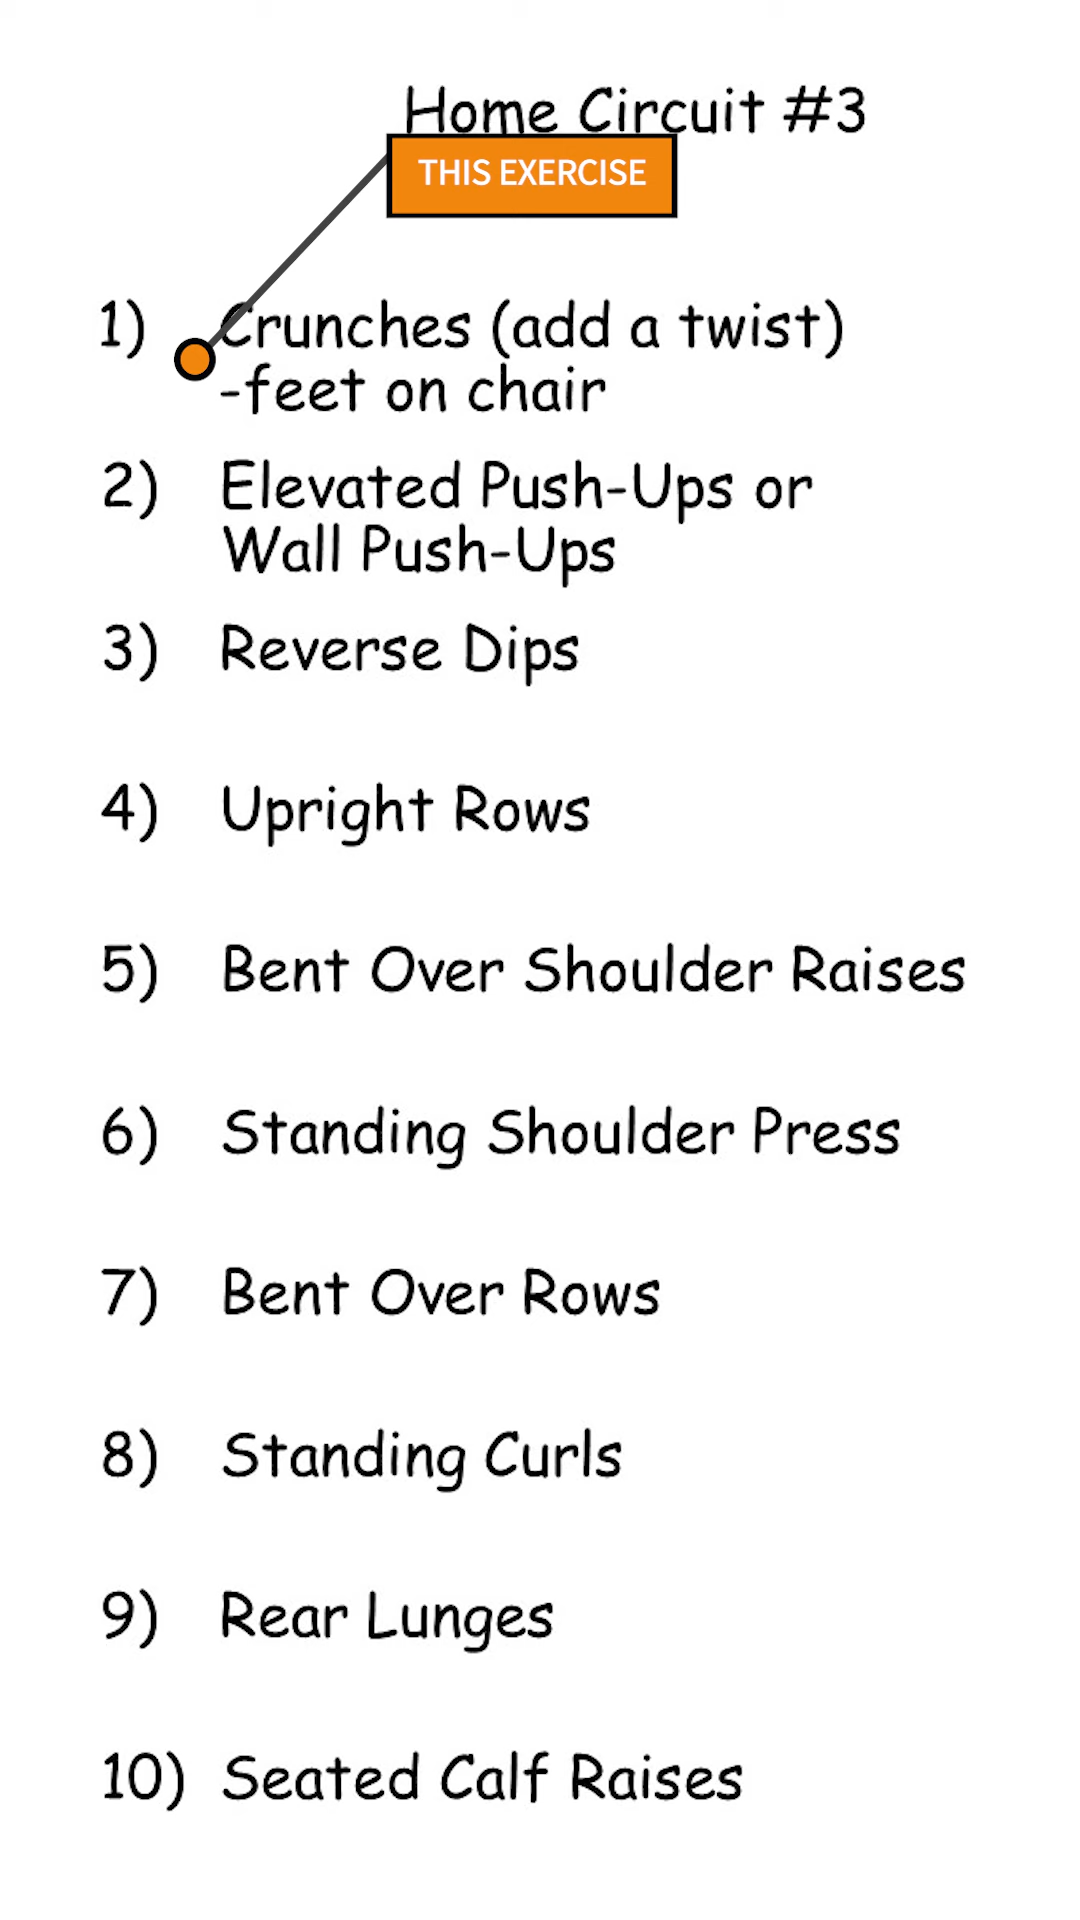 Home Circuit #3
THIS EXERCISE
1) Crunches (add a twist)
-feet on chair
2) Elevated Push-Ups or
Wall Push-Ups
3) Reverse Dips
4) Upright Rows
5) Bent Over Shoulder Raises
6) Standing Shoulder Press
7) Bent Over Rows
8) Standing Curls
9) Rear Lunges
10) Seated Calf Raises